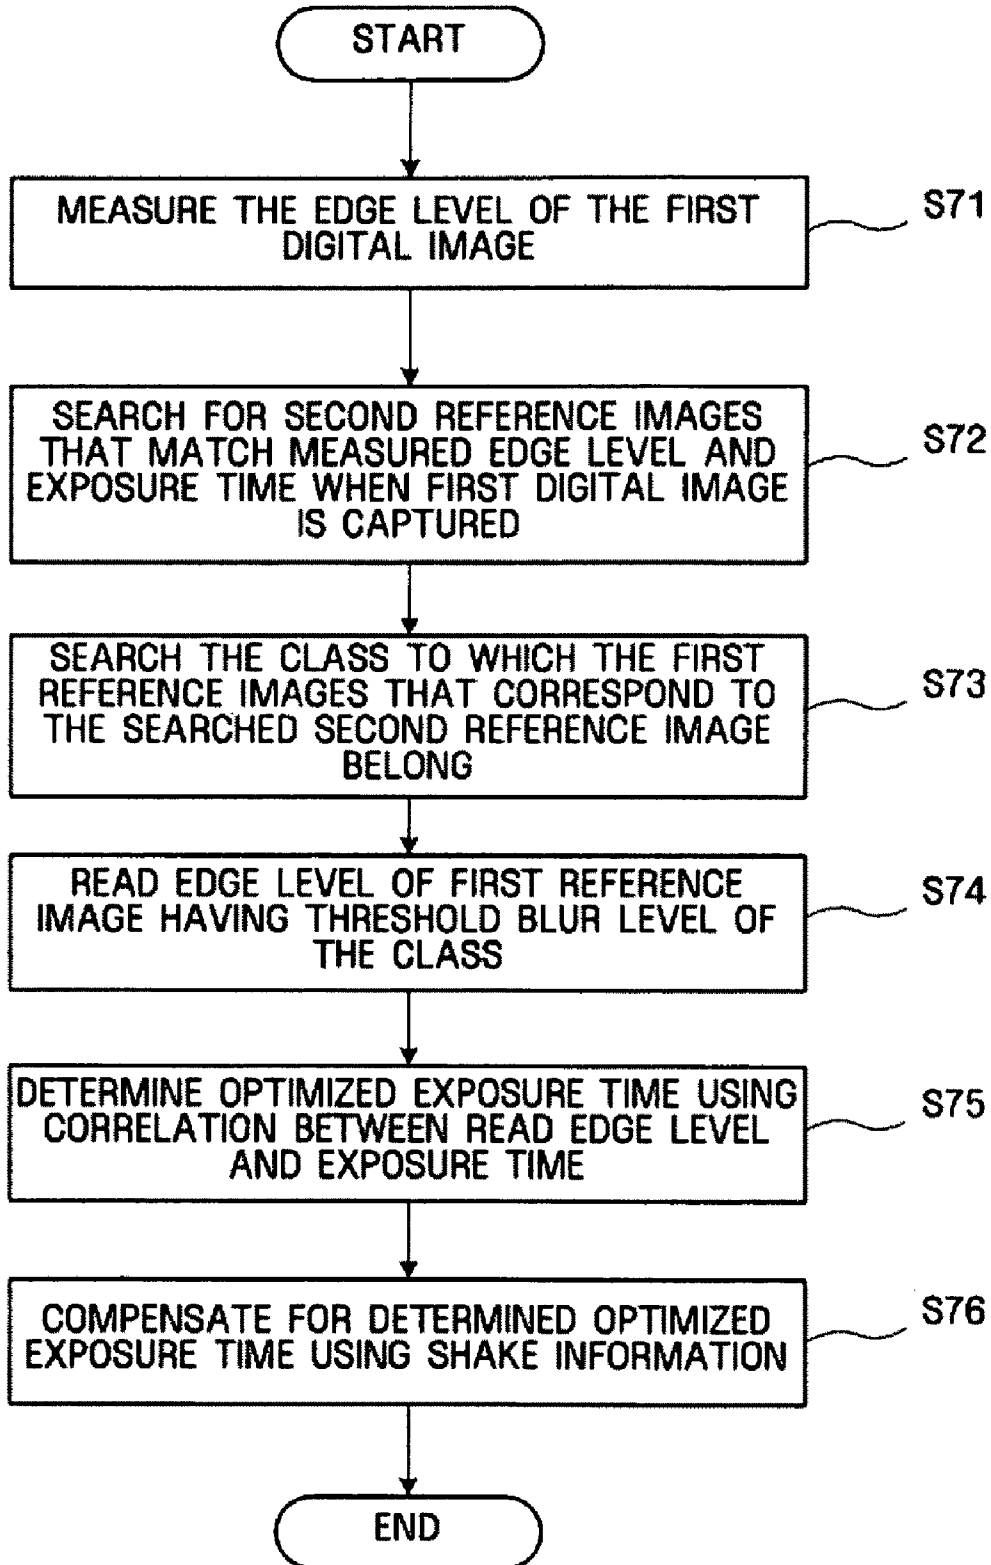 START
MEASURE THE EDGE LEVEL OF THE FIRST
DIGITAL IMAGE
S71
SEARCH FOR SECOND REFERENCE IMAGES
THAT MATCH MEASURED EDGE LEVEL AND
EXPOSURE TIME WHEN FIRST DIGITAL IMAGE
IS CAPTURED
S72
SEARCH THE CLASS TO WHICH THE FIRST
REFERENCE IMAGES THAT CORRESPOND TO
THE SEARCHED SECOND REFERENCE IMAGE
BELONG
S73
READ EDGE LEVEL OF FIRST REFERENCE
IMAGE HAVING THRESHOLD BLUR LEVEL OF
THE CLASS
S74
DETERMINE OPTIMIZED EXPOSURE TIME USING
CORRELATION BETWEEN READ EDGE LEVEL
AND EXPOSURE TIME
S75
COMPENSATE FOR DETERMINED OPTIMIZED
EXPOSURE TIME USING SHAKE INFORMATION
S76
END